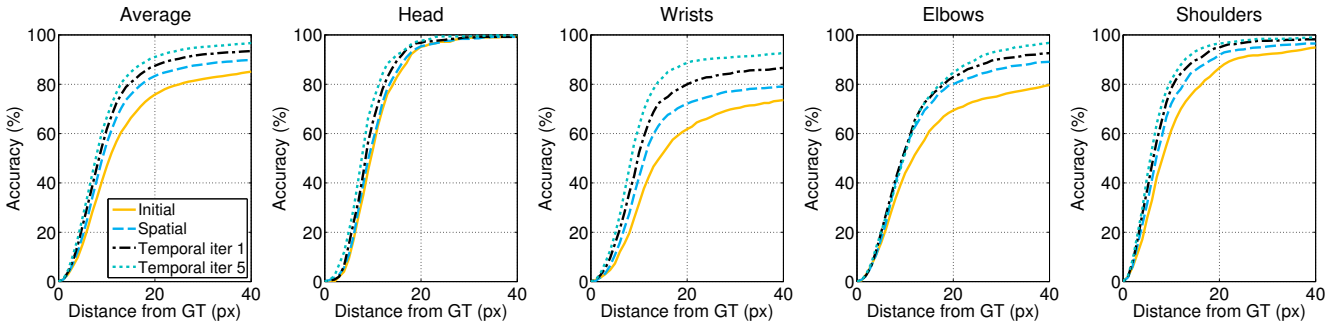 Average
Accuracy (%)
100
80
60
40
20
0
Initial
Spatial
Temporal iter 1
Temporal iter 5
0 20 40
Distance from GT (px)
Head
Accuracy (%)
100
80
60
40
20
0
0 20 40
Distance from GT (px)
Wrists
Accuracy (%)
100
80
60
40
20
0
0 20 40
Distance from GT (px)
Elbows
Accuracy (%)
100
80
60
40
20
0
0 20 40
Distance from GT (px)
Shoulders
Accuracy (%)
100
80
60
40
20
0
0 20 40
Distance from GT (px)